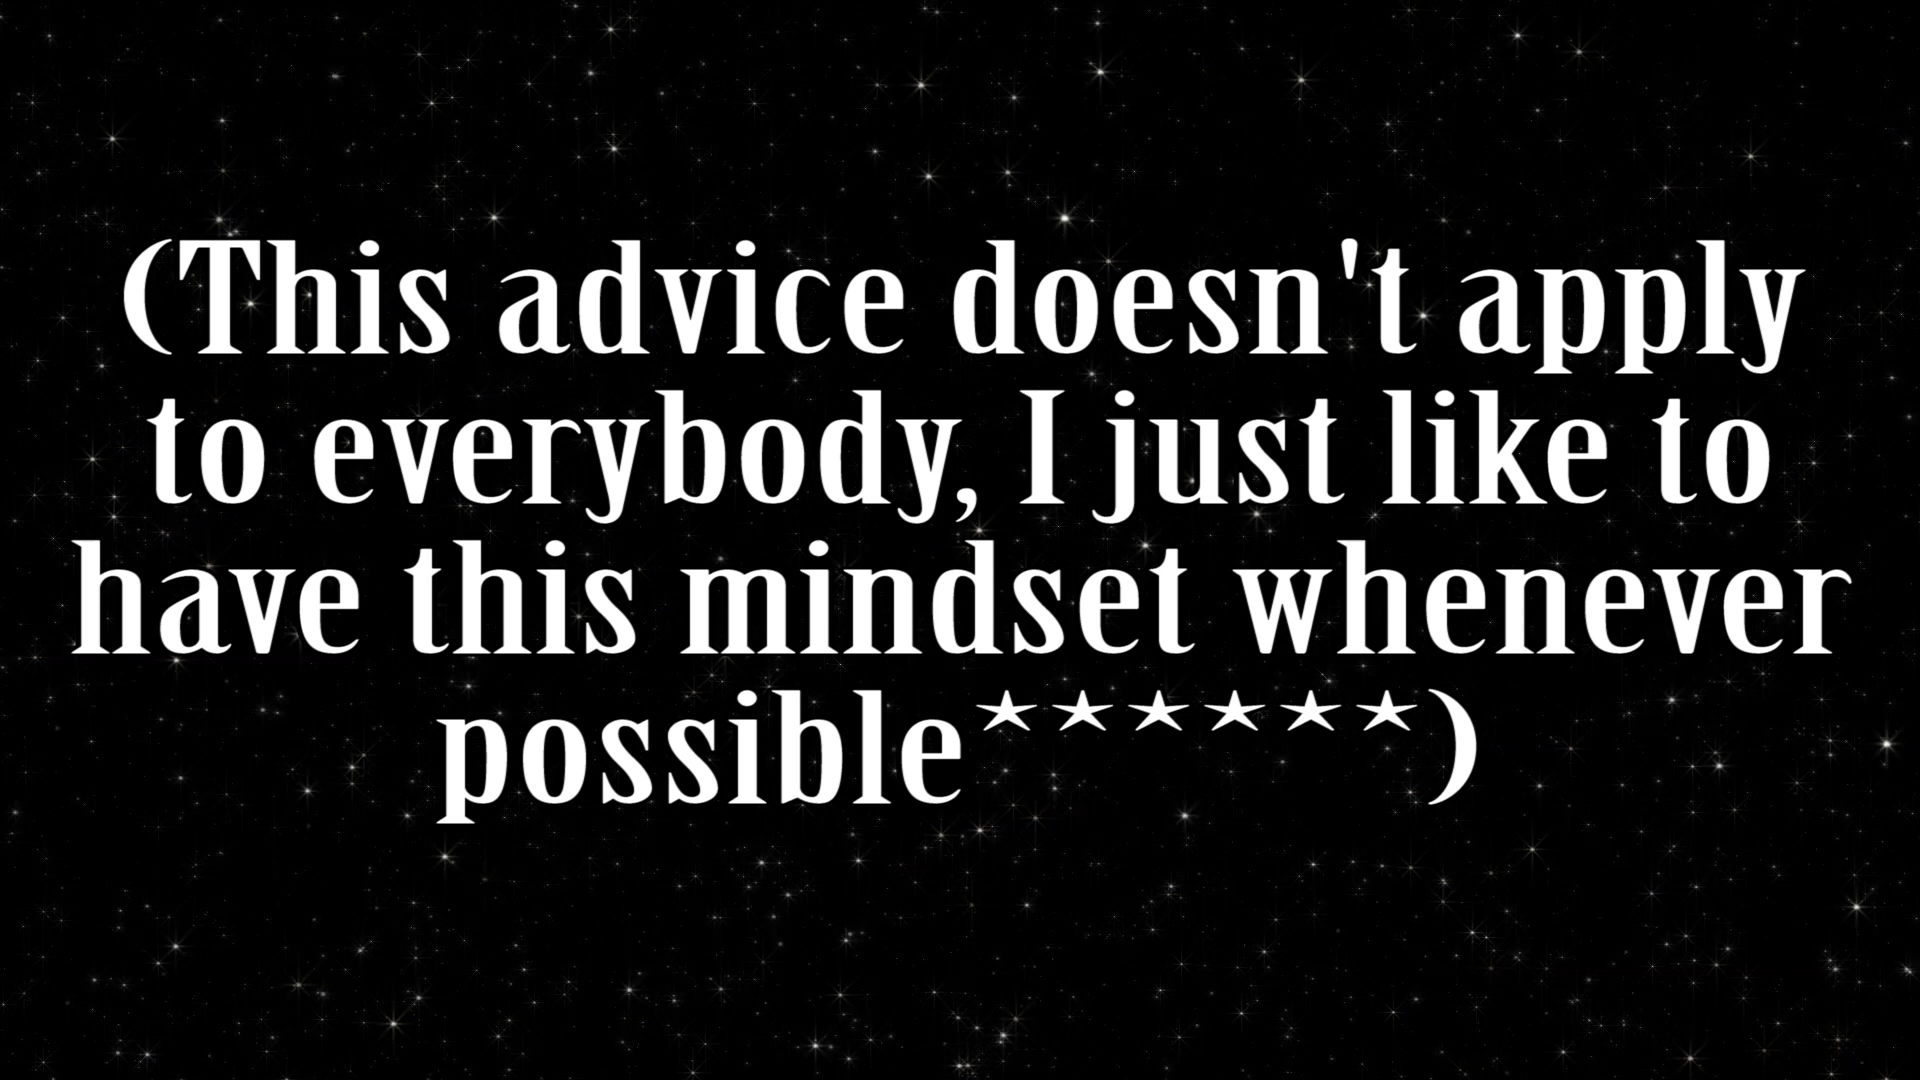 (This advice doesn't apply
to everybody, I just like to
have this mindset whenever
possible******)